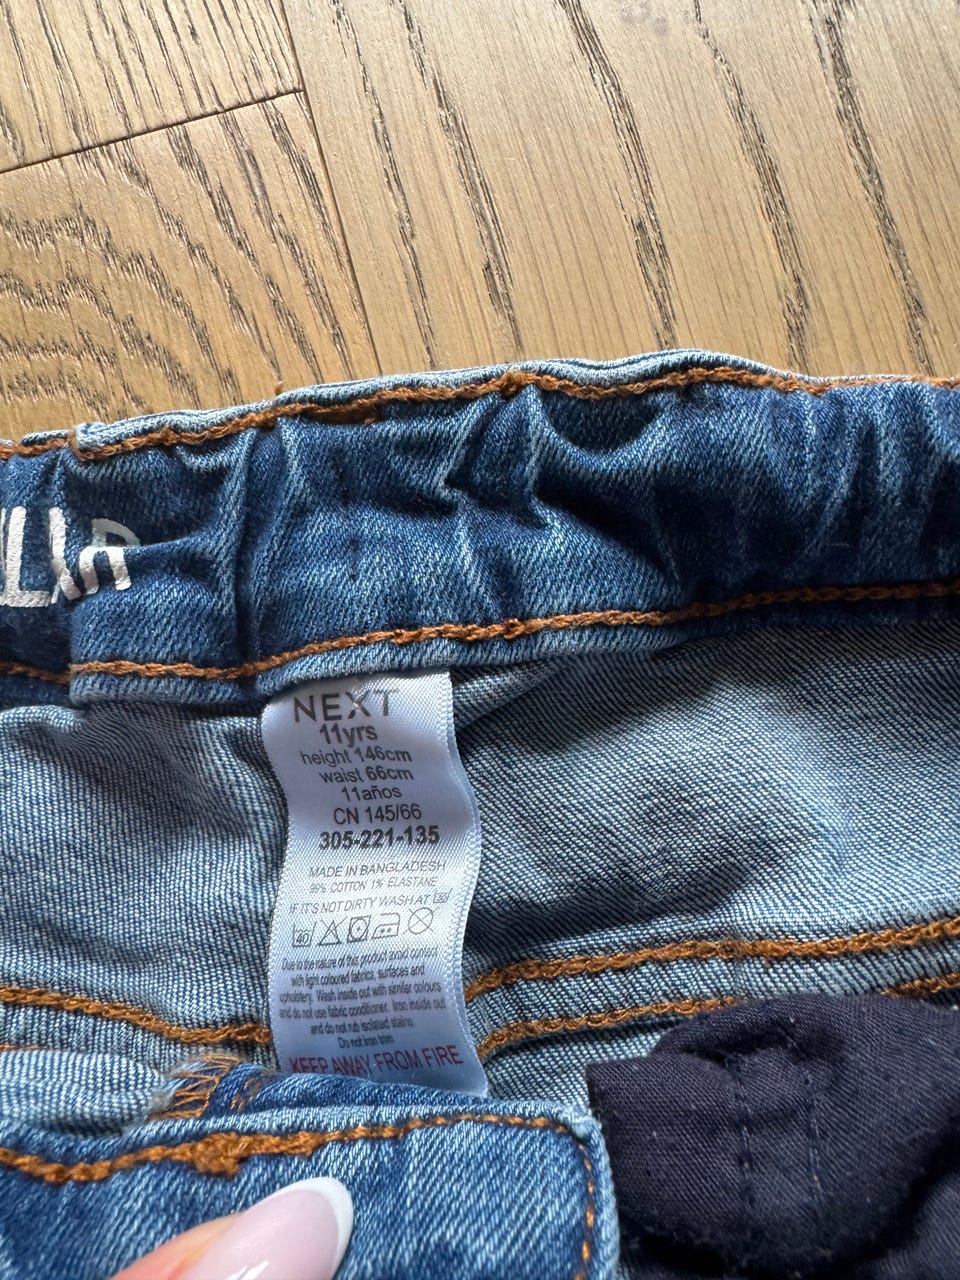 NEXT
11yrs
height 146cm
waist 66cm
11años
CN 145/66
305-221-135
MADE IN BANGLADESH
99% COTTON 1% ELASTANE
IF IT'S NOT DIRTY WASH AT 30
40
Due to the nature of this product avoid contact
with light coloured fabrics, surfaces and
upholstery. Wash inside out with similar colours
and do not use fabric conditioner. Iron inside out
and do not rub isolated stains.
Do not iron trim.
KEEP AWAY FROM FIRE